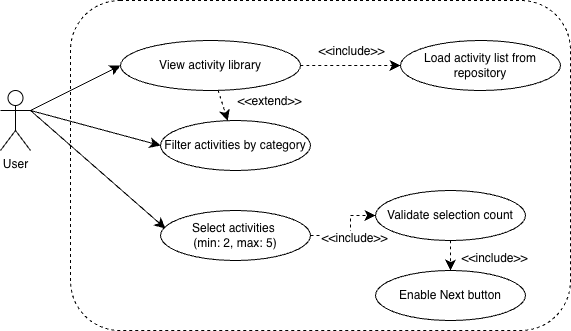 View activity library
<<include>>
Load activity list from
repository
<<extend>>
User
Filter activities by category
Select activities
(min: 2, max: 5)
<<include>>
Validate selection count
<<include>>
Enable Next button